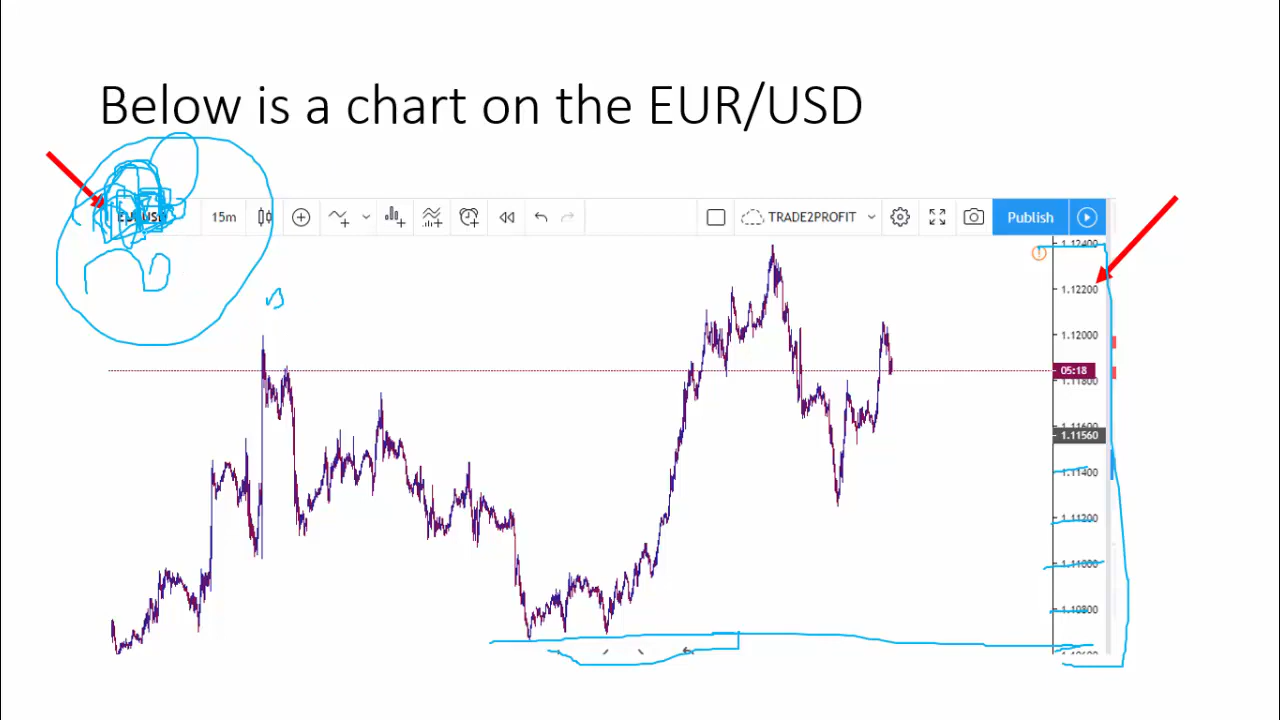 Below is a chart on the EUR/USD
15m
TRADE2PROFIT
Publish
1.12400
1.12200
1.12000
05:18
1.11800
1.11560
1.11400
1.11200
1.11000
1.10800